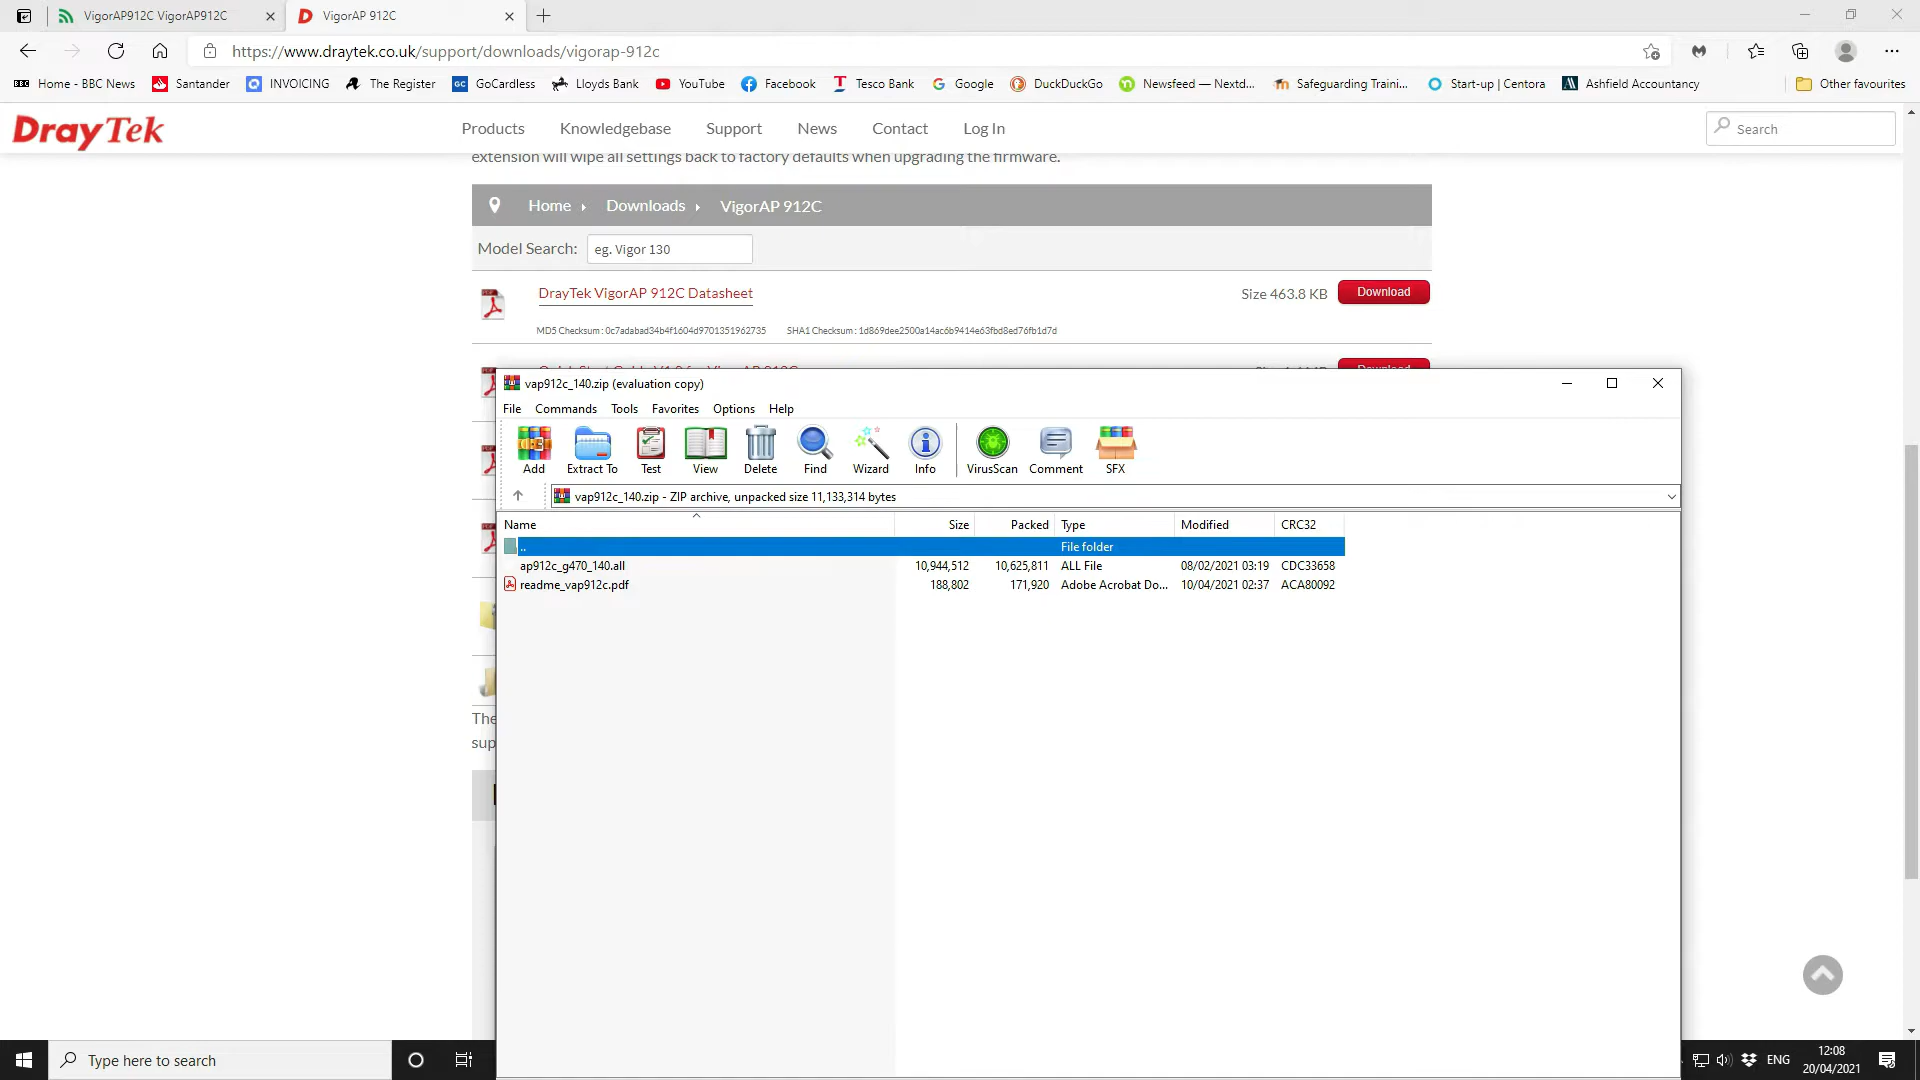 VigorAP912C VigorAP912C
VigorAP 912C
https://www.draytek.co.uk/support/downloads/vigorap-912c
Home - BBC News
Santander
INVOICING
The Register
GC GoCardless
Lloyds Bank
YouTube
Facebook
Tesco Bank
Google
DuckDuckGo
Newsfeed — Nextd...
Safeguarding Traini...
Start-up | Centora
Ashfield Accountancy
Other favourites
DrayTek
Products
Knowledgebase
Support
News
Contact
Log In
Search
extension will wipe all settings back to factory defaults when upgrading the firmware.
Home
Downloads
VigorAP 912C
Model Search:
eg. Vigor 130
DrayTek VigorAP 912C Datasheet
Size 463.8 KB
Download
MD5 Checksum : 0c7adabad34b4f1604d9701351962735
SHA1 Checksum : 1d869dee2500a14ac6b9414e63fbd8ed76fb1d7d
vap912c_140.zip (evaluation copy)
File
Commands
Tools
Favorites
Options
Help
Add
Extract To
Test
View
Delete
Find
Wizard
Info
VirusScan
Comment
SFX
vap912c_140.zip - ZIP archive, unpacked size 11,133,314 bytes
Name
Size
Packed
Type
Modified
CRC32
..
File folder
ap912c_g470_140.all
10,944,512
10,625,811
ALL File
08/02/2021 03:19
CDC33658
readme_vap912c.pdf
188,802
171,920
Adobe Acrobat Do...
10/04/2021 02:37
ACA80092
The
sup
Type here to search
ENG
12:08
20/04/2021